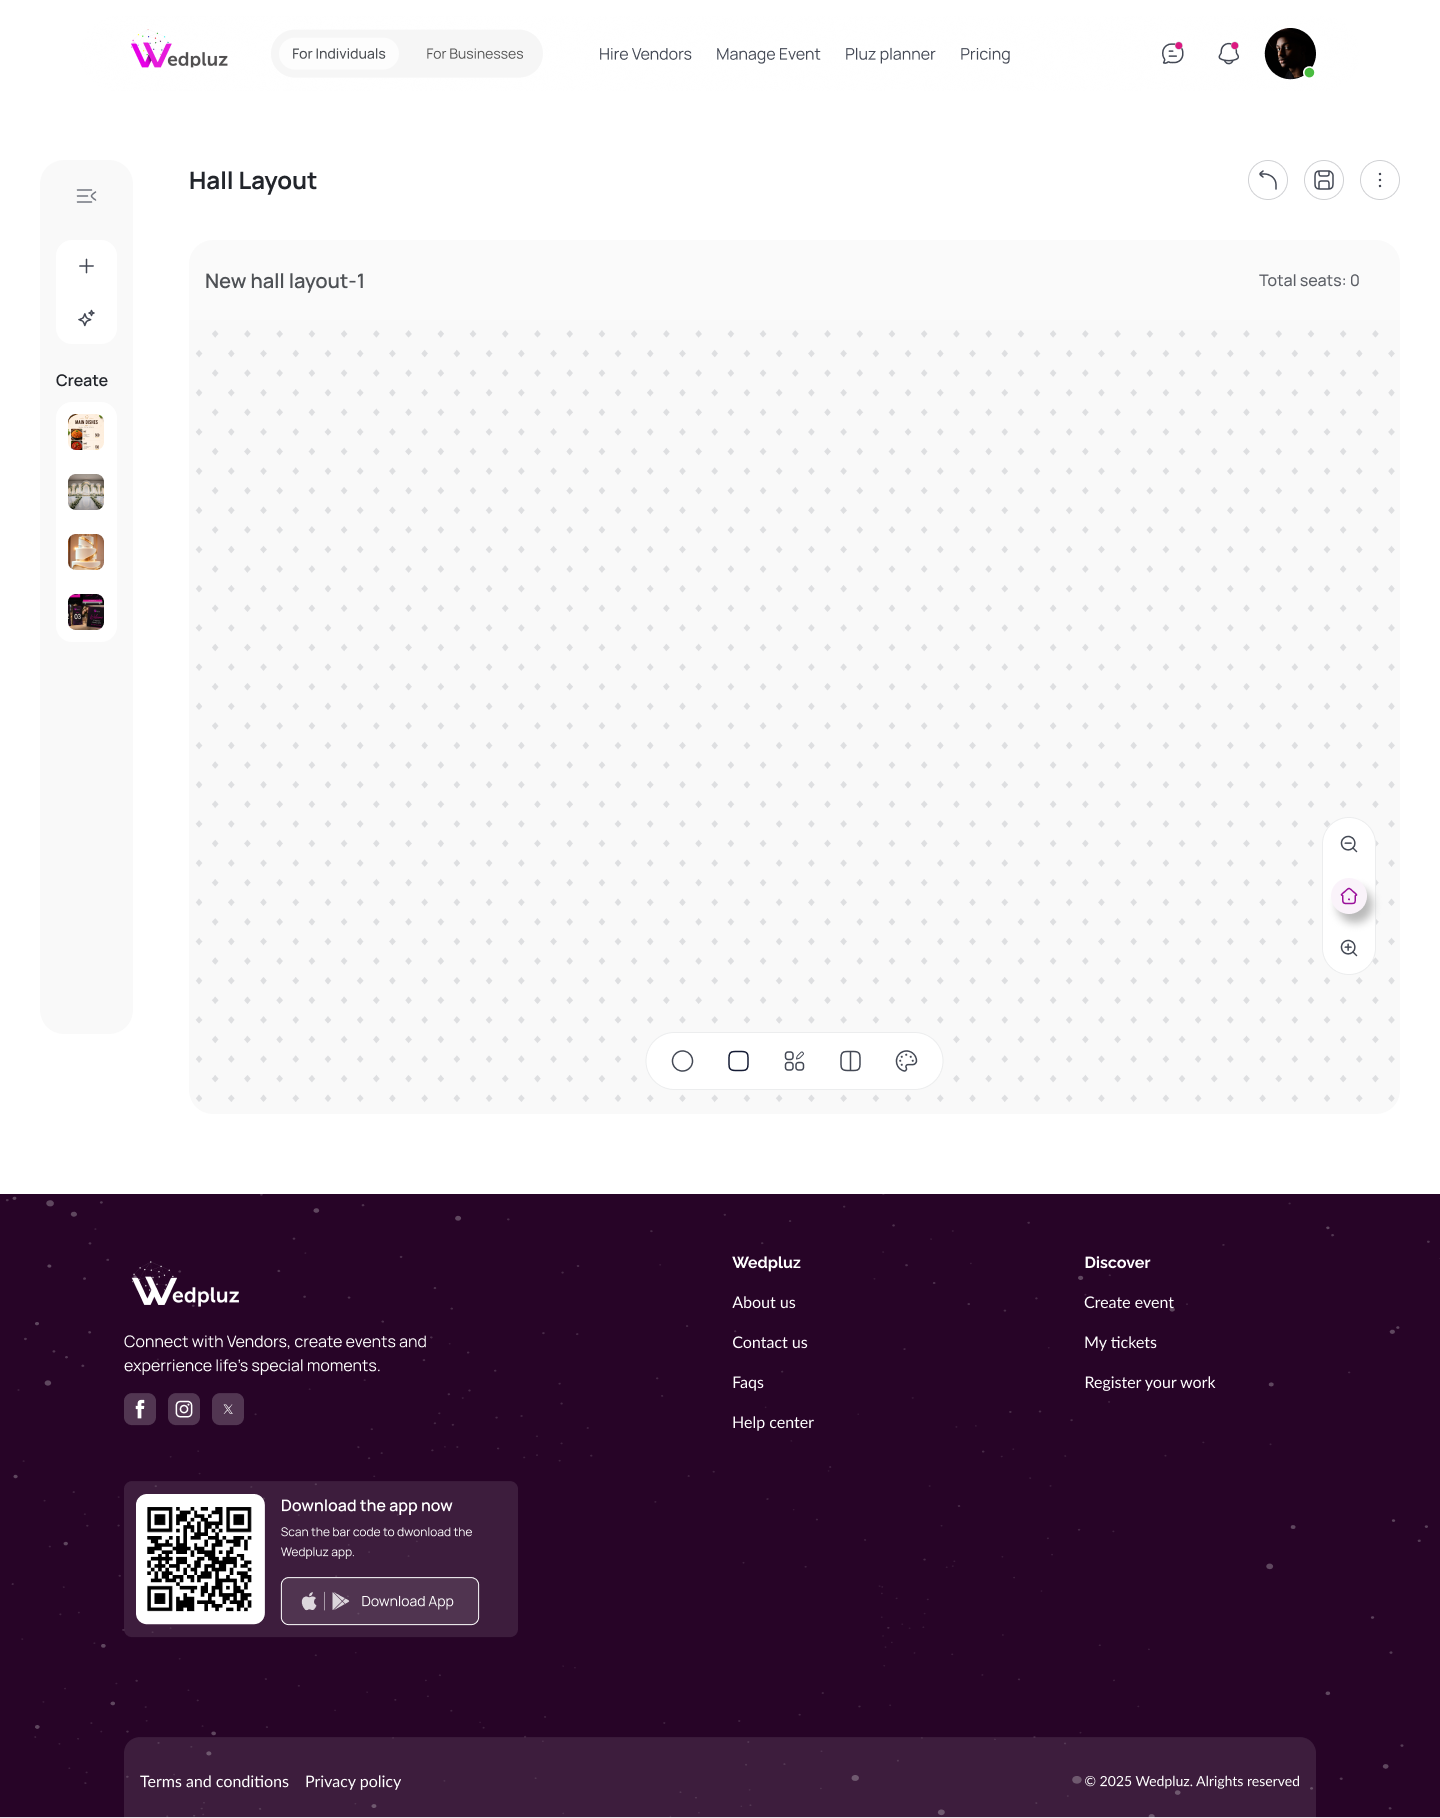 Wedpluz
For Individuals
For Businesses
Hire Vendors
Manage Event
Pluz planner
Pricing
Hall Layout
New hall layout-1
Total seats: 0
Create
MAIN DISHES
03
Wedpluz
Connect with Vendors, create events and
experrience life's special moments.
Wedpluz
About us
Contact us
Faqs
Help center
Discover
Create event
My tickets
Register your work
Download the app now
Scan the bar code to dwonload the
Wedpluz app.
Download App
Terms and conditions
Privacy policy
© 2025 Wedpluz. Alrights reserved